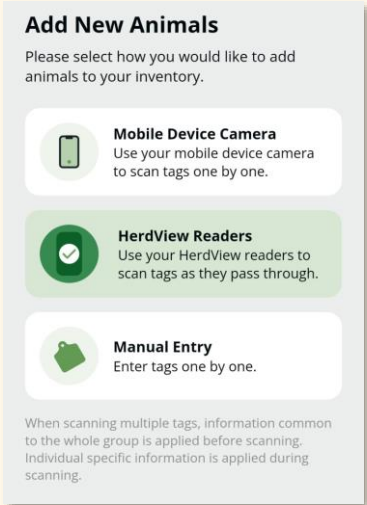 Add New Animals
Please select how you would like to add
animals to your inventory.
Mobile Device Camera
Use your mobile device camera
to scan tags one by one.
HerdView Readers
Use your HerdView readers to
scan tags as they pass through.
Manual Entry
Enter tags one by one.
When scanning multiple tags, information common
to the whole group is applied before scanning.
Individual specific information is applied during
scanning.